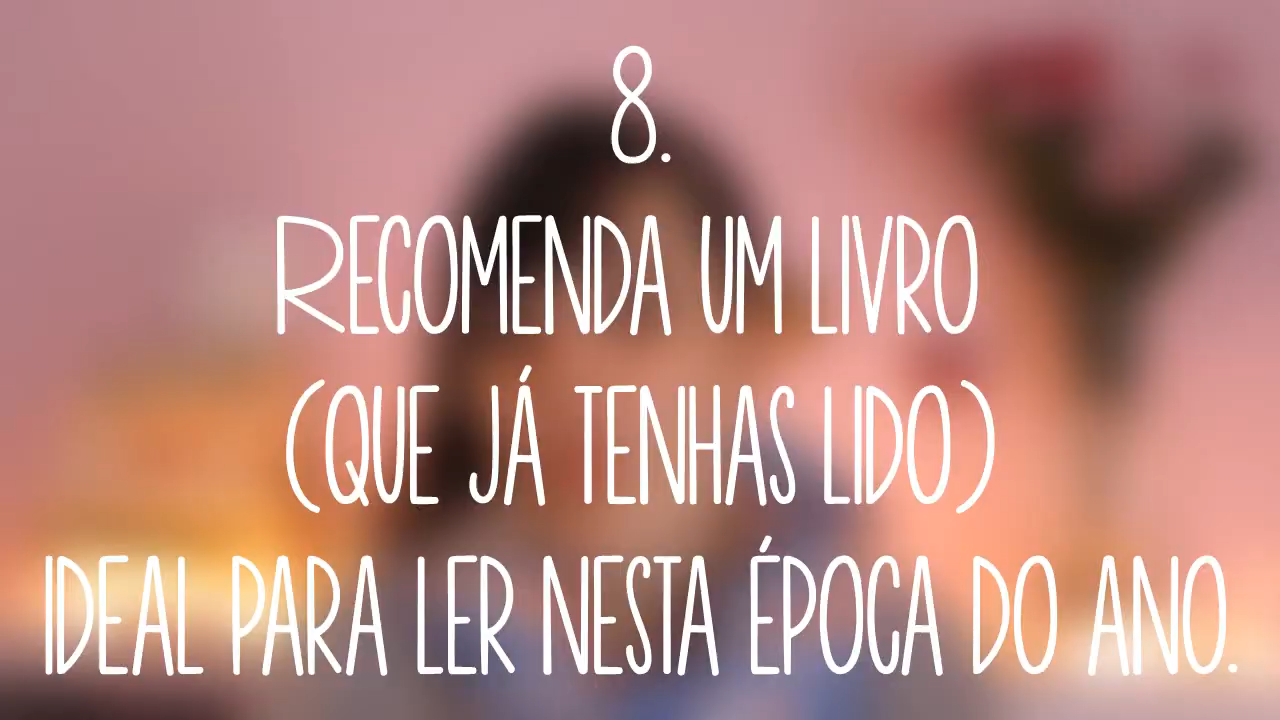 8.
RECOMENDA UM LIVRO
(QUE JÁ TENHAS LIDO)
IDEAL PARA LER NESTA ÉPOCA DO ANO.